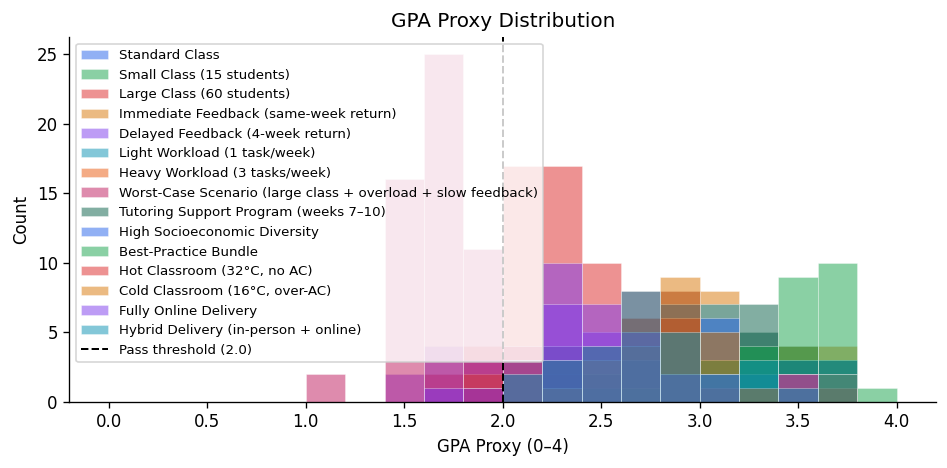 GPA Proxy Distribution
Count
25
20
15
10
5
0
Standard Class
Small Class (15 students)
Large Class (60 students)
Immediate Feedback (same-week return)
Delayed Feedback (4-week return)
Light Workload (1 task/week)
Heavy Workload (3 tasks/week)
Worst-Case Scenario (large class + overload + slow feedback)
Tutoring Support Program (weeks 7–10)
High Socioeconomic Diversity
Best-Practice Bundle
Hot Classroom (32°C, no AC)
Cold Classroom (16°C, over-AC)
Fully Online Delivery
Hybrid Delivery (in-person + online)
Pass threshold (2.0)
0.0 0.5 1.0 1.5 2.0 2.5 3.0 3.5 4.0
GPA Proxy (0–4)